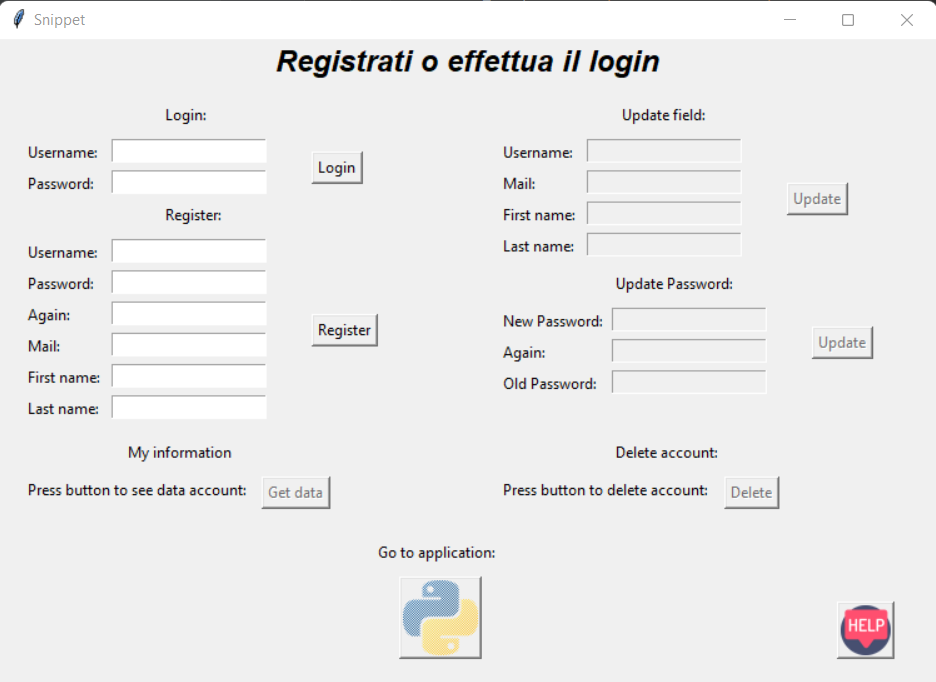 Snippet
Registrati o effettua il login
Login:
Username:
Password:
Login
Register:
Username:
Password:
Again:
Mail:
First name:
Last name:
Register
Update field:
Username:
Mail:
First name:
Last name:
Update
Update Password:
New Password:
Again:
Old Password:
Update
My information
Press button to see data account:
Get data
Delete account:
Press button to delete account:
Delete
Go to application:
HELP